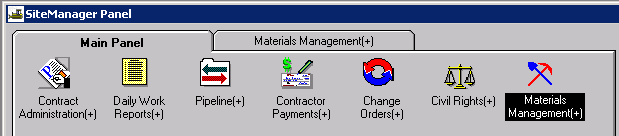 SiteManager Panel
Main Panel
Materials Management(+)
Contract
Administration(+)
Daily Work
Reports(+)
Pipeline(+)
Contractor
Payments(+)
Change
Orders(+)
Civil Rights(+)
Materials
Management(+)